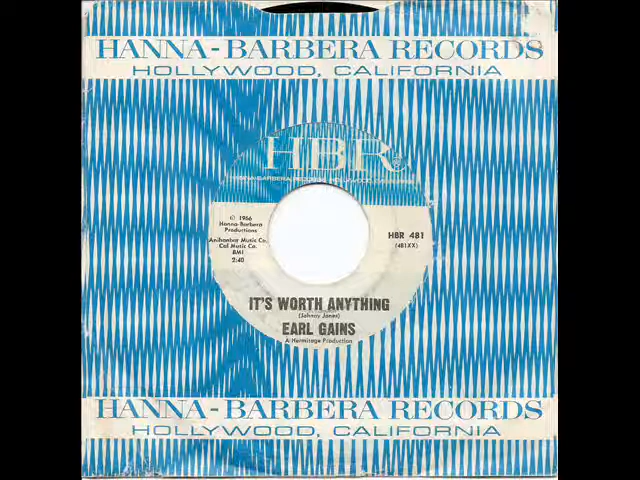 HANNA-BARBERA RECORDS
HOLLYWOOD, CALIFORNIA
HBR
© 1966
Hanna-Barbera
Productions
Anihanbar Music Co.
Cal Music Co.
BMI
2:40
HBR 481
(481XX)
IT'S WORTH ANYTHING
(Johnny Jones)
EARL GAINS
A Hermitage Production
HANNA-BARBERA RECORDS
HOLLYWOOD, CALIFORNIA